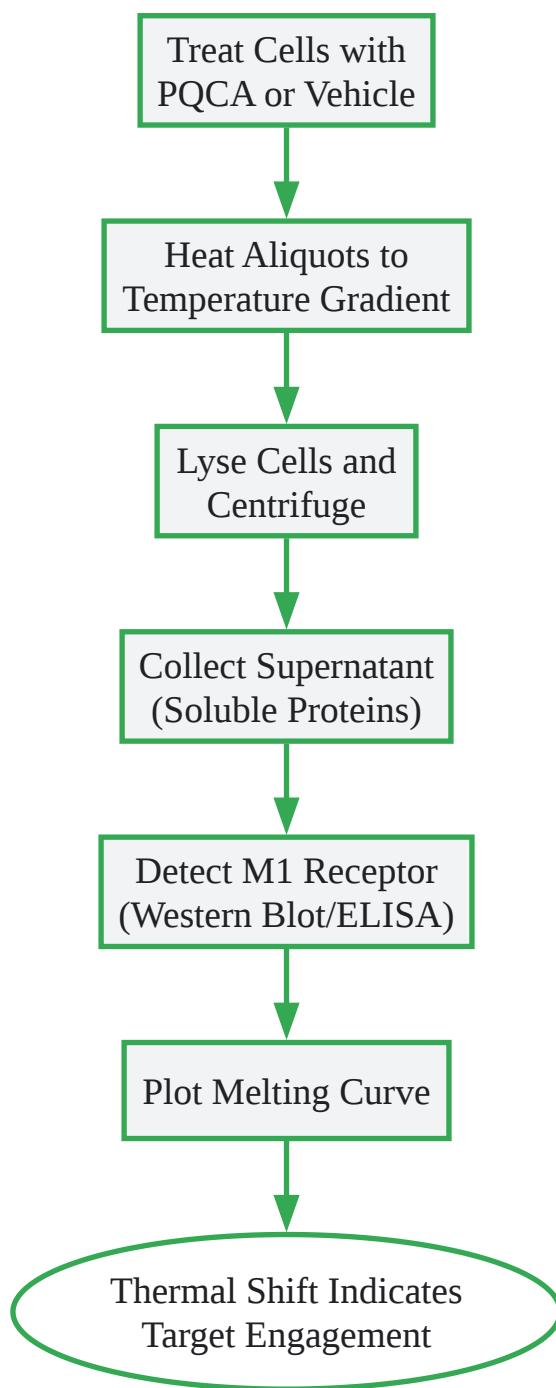 Treat Cells with
PQCA or Vehicle
Heat Aliquots to
Temperature Gradient
Lyse Cells and
Centrifuge
Collect Supernatant
(Soluble Proteins)
Detect M1 Receptor
(Western Blot/ELISA)
Plot Melting Curve
Thermal Shift Indicates
Target Engagement